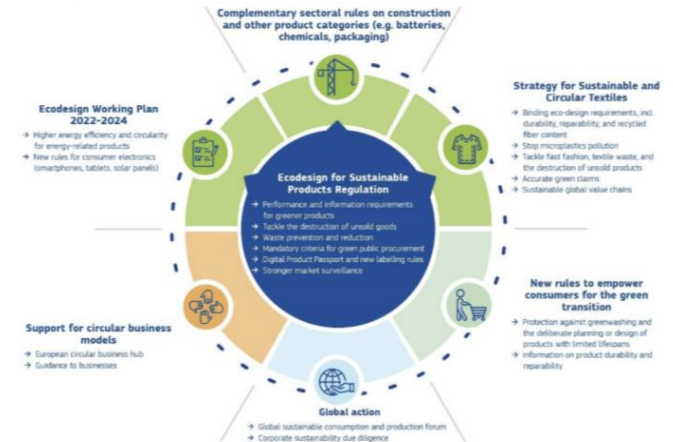 Complementary sectoral rules on construction
and other product categories (e.g. batteries,
chemicals, packaging)
Ecodesign Working Plan
2022-2024
→ Higher energy efficiency and circularity
for energy-related products
→ New rules for consumer electronics
(smartphones, tablets, solar panels)
Strategy for Sustainable and
Circular Textiles
→ Binding eco-design requirements, incl.
durability, reparability, and recycled
fiber content
→ Stop microplastics pollution
→ Tackle fast fashion, textile waste, and
the destruction of unsold products
→ Accurate green claims
→ Sustainable global value chains
Ecodesign for Sustainable
Products Regulation
→ Performance and information requirements
for greener products
→ Tackle the destruction of unsold goods
→ Waste prevention and reduction
→ Mandatory criteria for green public procurement
→ Digital Product Passport and new labelling rules
→ Stronger market surveillance
New rules to empower
consumers for the green
transition
→ Protection against greenwashing and
the deliberate planning or design of
products with limited lifespans
→ Information on product durability and
reparability
Support for circular business
models
→ European circular business hub
→ Guidance to businesses
Global action
→ Global sustainable consumption and production forum
→ Corporate sustainability due diligence